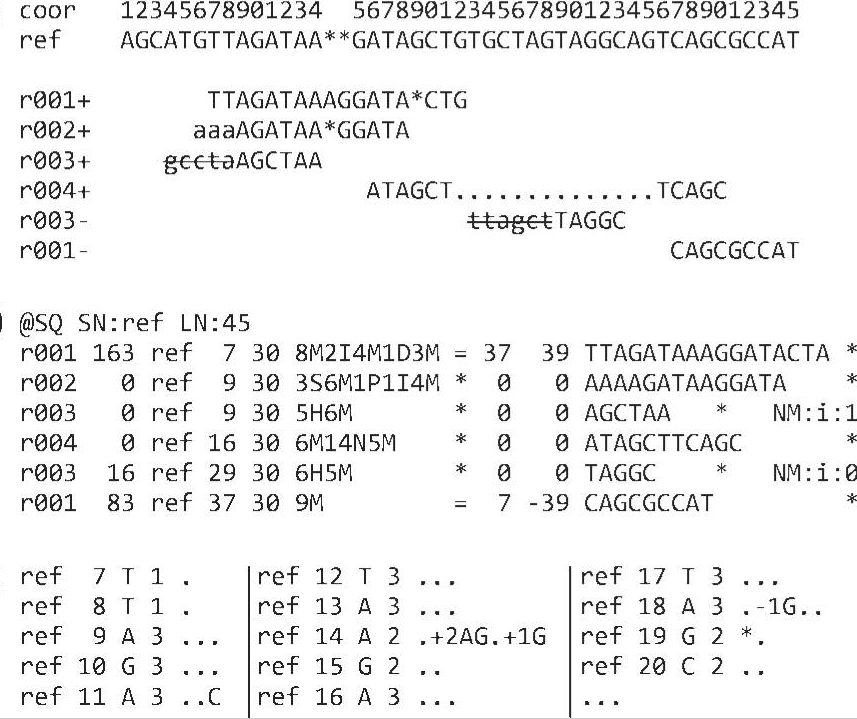 coor 12345678901234 5678901234567890123456789012345
ref AGCATGTTAGATAA**GATAGCTGTGCTAGTAGGCAGTCAGCGCCAT
r001+ TTAGATAAAGGATA*CTG
r002+ aaaAGATAA*GGATA
r003+ gcctaAGCTAA
r004+ ATAGCT..............TCAGC
r003- ttagctTAGGC
r001- CAGCGCCAT
) @SQ SN:ref LN:45
r001 163 ref 7 30 8M2I4M1D3M = 37 39 TTAGATAAAGGATACTA *
r002 0 ref 9 30 3S6M1P1I4M * 0 0 AAAAGATAAGGATA *
r003 0 ref 9 30 5H6M * 0 0 AGCTAA * NM:i:1
r004 0 ref 16 30 6M14N5M * 0 0 ATAGCTTCAGC *
r003 16 ref 29 30 6H5M * 0 0 TAGGC * NM:i:0
r001 83 ref 37 30 9M = 7 -39 CAGCGCCAT *
ref 7 T 1 . ref 12 T 3 ... ref 17 T 3 ...
ref 8 T 1 . ref 13 A 3 ... ref 18 A 3 .-1G..
ref 9 A 3 ... ref 14 A 2 .+2AG.+1G ref 19 G 2 *.
ref 10 G 3 ... ref 15 G 2 .. ref 20 C 2 ..
ref 11 A 3 ..C ref 16 A 3 ... ...